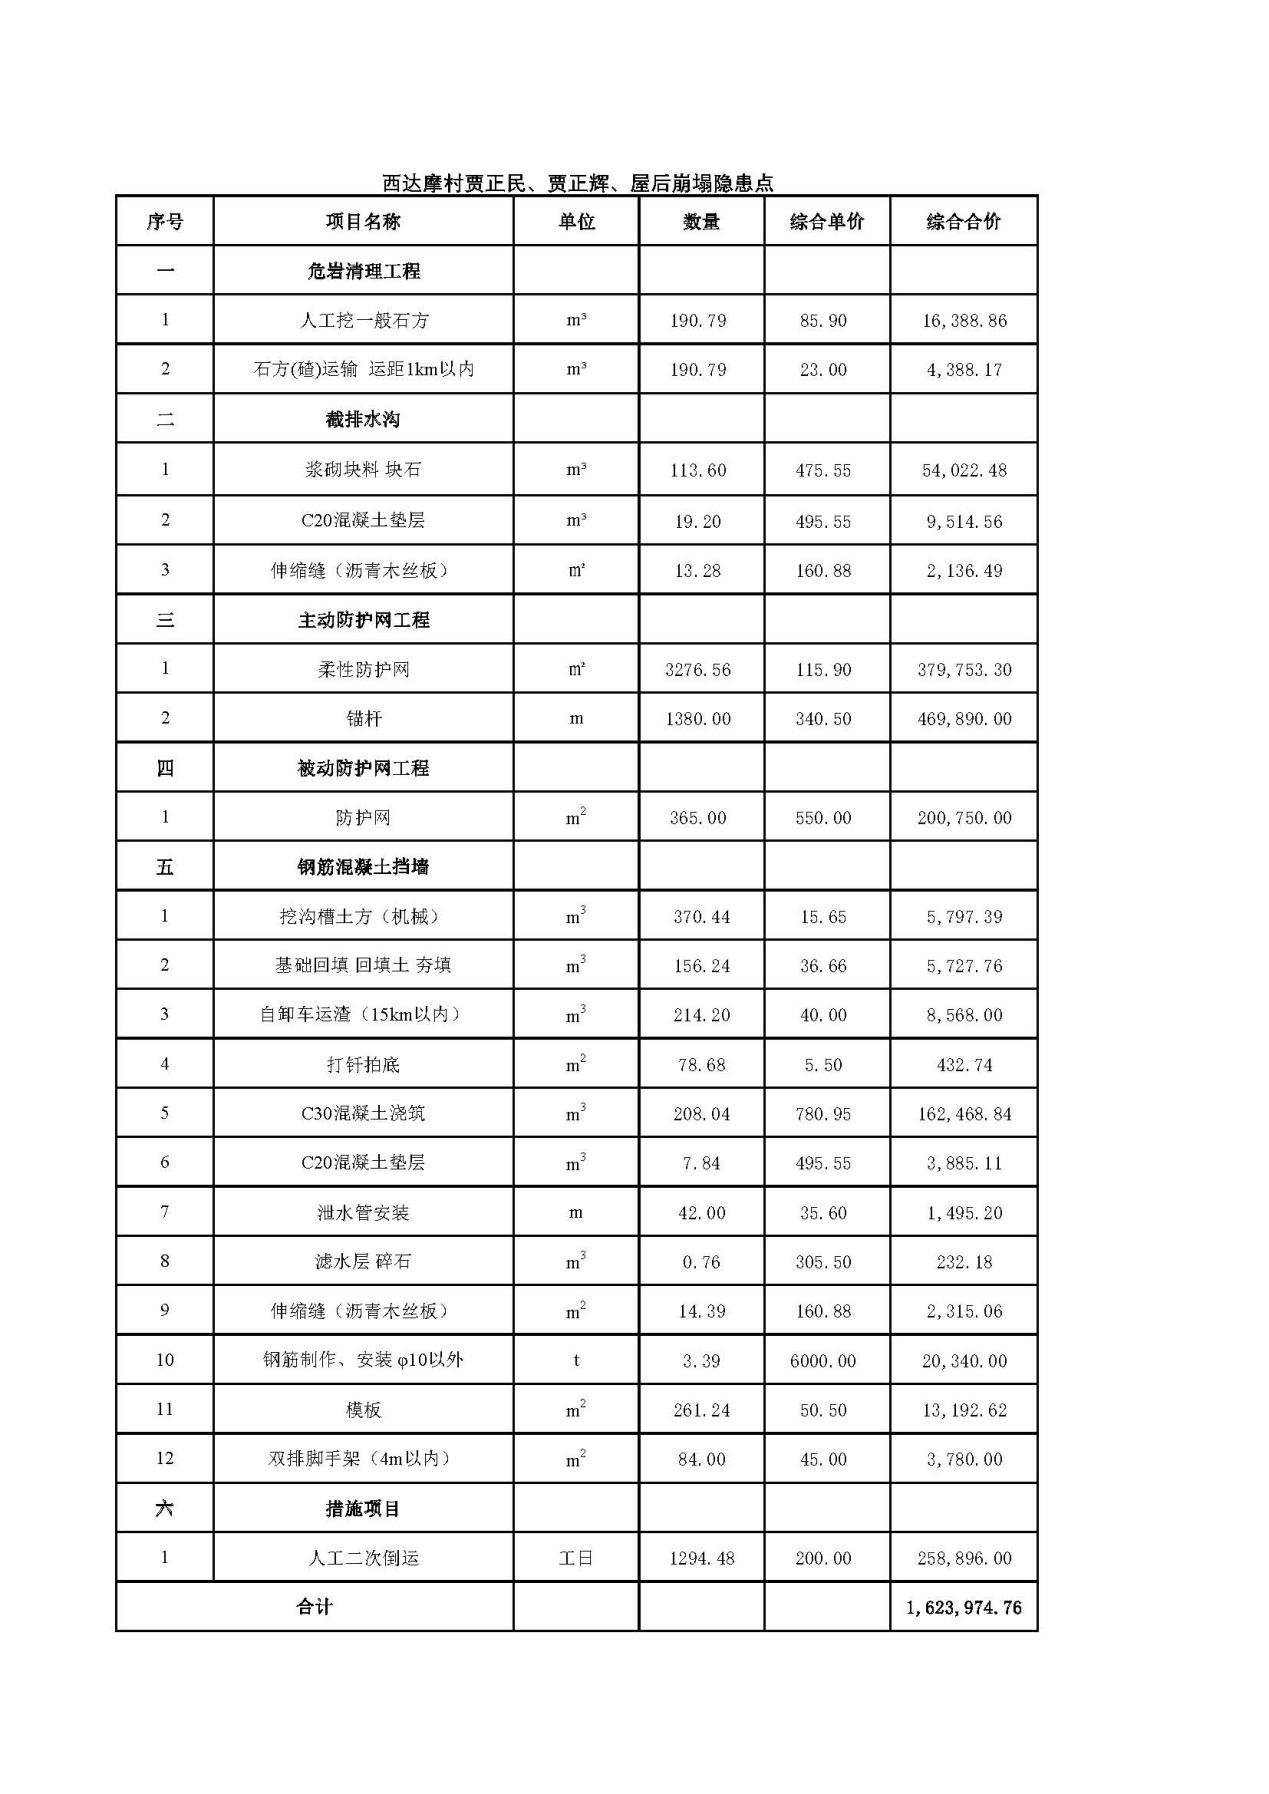 西达摩村贾正民、贾正辉、屋后崩塌隐患点
序号 项目名称 单位 数量 综合单价 综合合价
一 危岩清理工程
1 人工挖一般石方 m³ 190.79 85.90 16,388.86
2 石方(碴)运输 运距1km以内 m³ 190.79 23.00 4,388.17
二 截排水沟
1 浆砌块料 块石 m³ 113.60 475.55 54,022.48
2 C20混凝土垫层 m³ 19.20 495.55 9,514.56
3 伸缩缝（沥青木丝板） m² 13.28 160.88 2,136.49
三 主动防护网工程
1 柔性防护网 m² 3276.56 115.90 379,753.30
2 锚杆 m 1380.00 340.50 469,890.00
四 被动防护网工程
1 防护网 m² 365.00 550.00 200,750.00
五 钢筋混凝土挡墙
1 挖沟槽土方（机械） m³ 370.44 15.65 5,797.39
2 基础回填 回填土 夯填 m³ 156.24 36.66 5,727.76
3 自卸车运渣（15km以内） m³ 214.20 40.00 8,568.00
4 打钎拍底 m² 78.68 5.50 432.74
5 C30混凝土浇筑 m³ 208.04 780.95 162,468.84
6 C20混凝土垫层 m³ 7.84 495.55 3,885.11
7 泄水管安装 m 42.00 35.60 1,495.20
8 滤水层 碎石 m³ 0.76 305.50 232.18
9 伸缩缝（沥青木丝板） m² 14.39 160.88 2,315.06
10 钢筋制作、安装 φ10以外 t 3.39 6000.00 20,340.00
11 模板 m² 261.24 50.50 13,192.62
12 双排脚手架（4m以内） m² 84.00 45.00 3,780.00
六 措施项目
1 人工二次倒运 工日 1294.48 200.00 258,896.00
合计 1,623,974.76